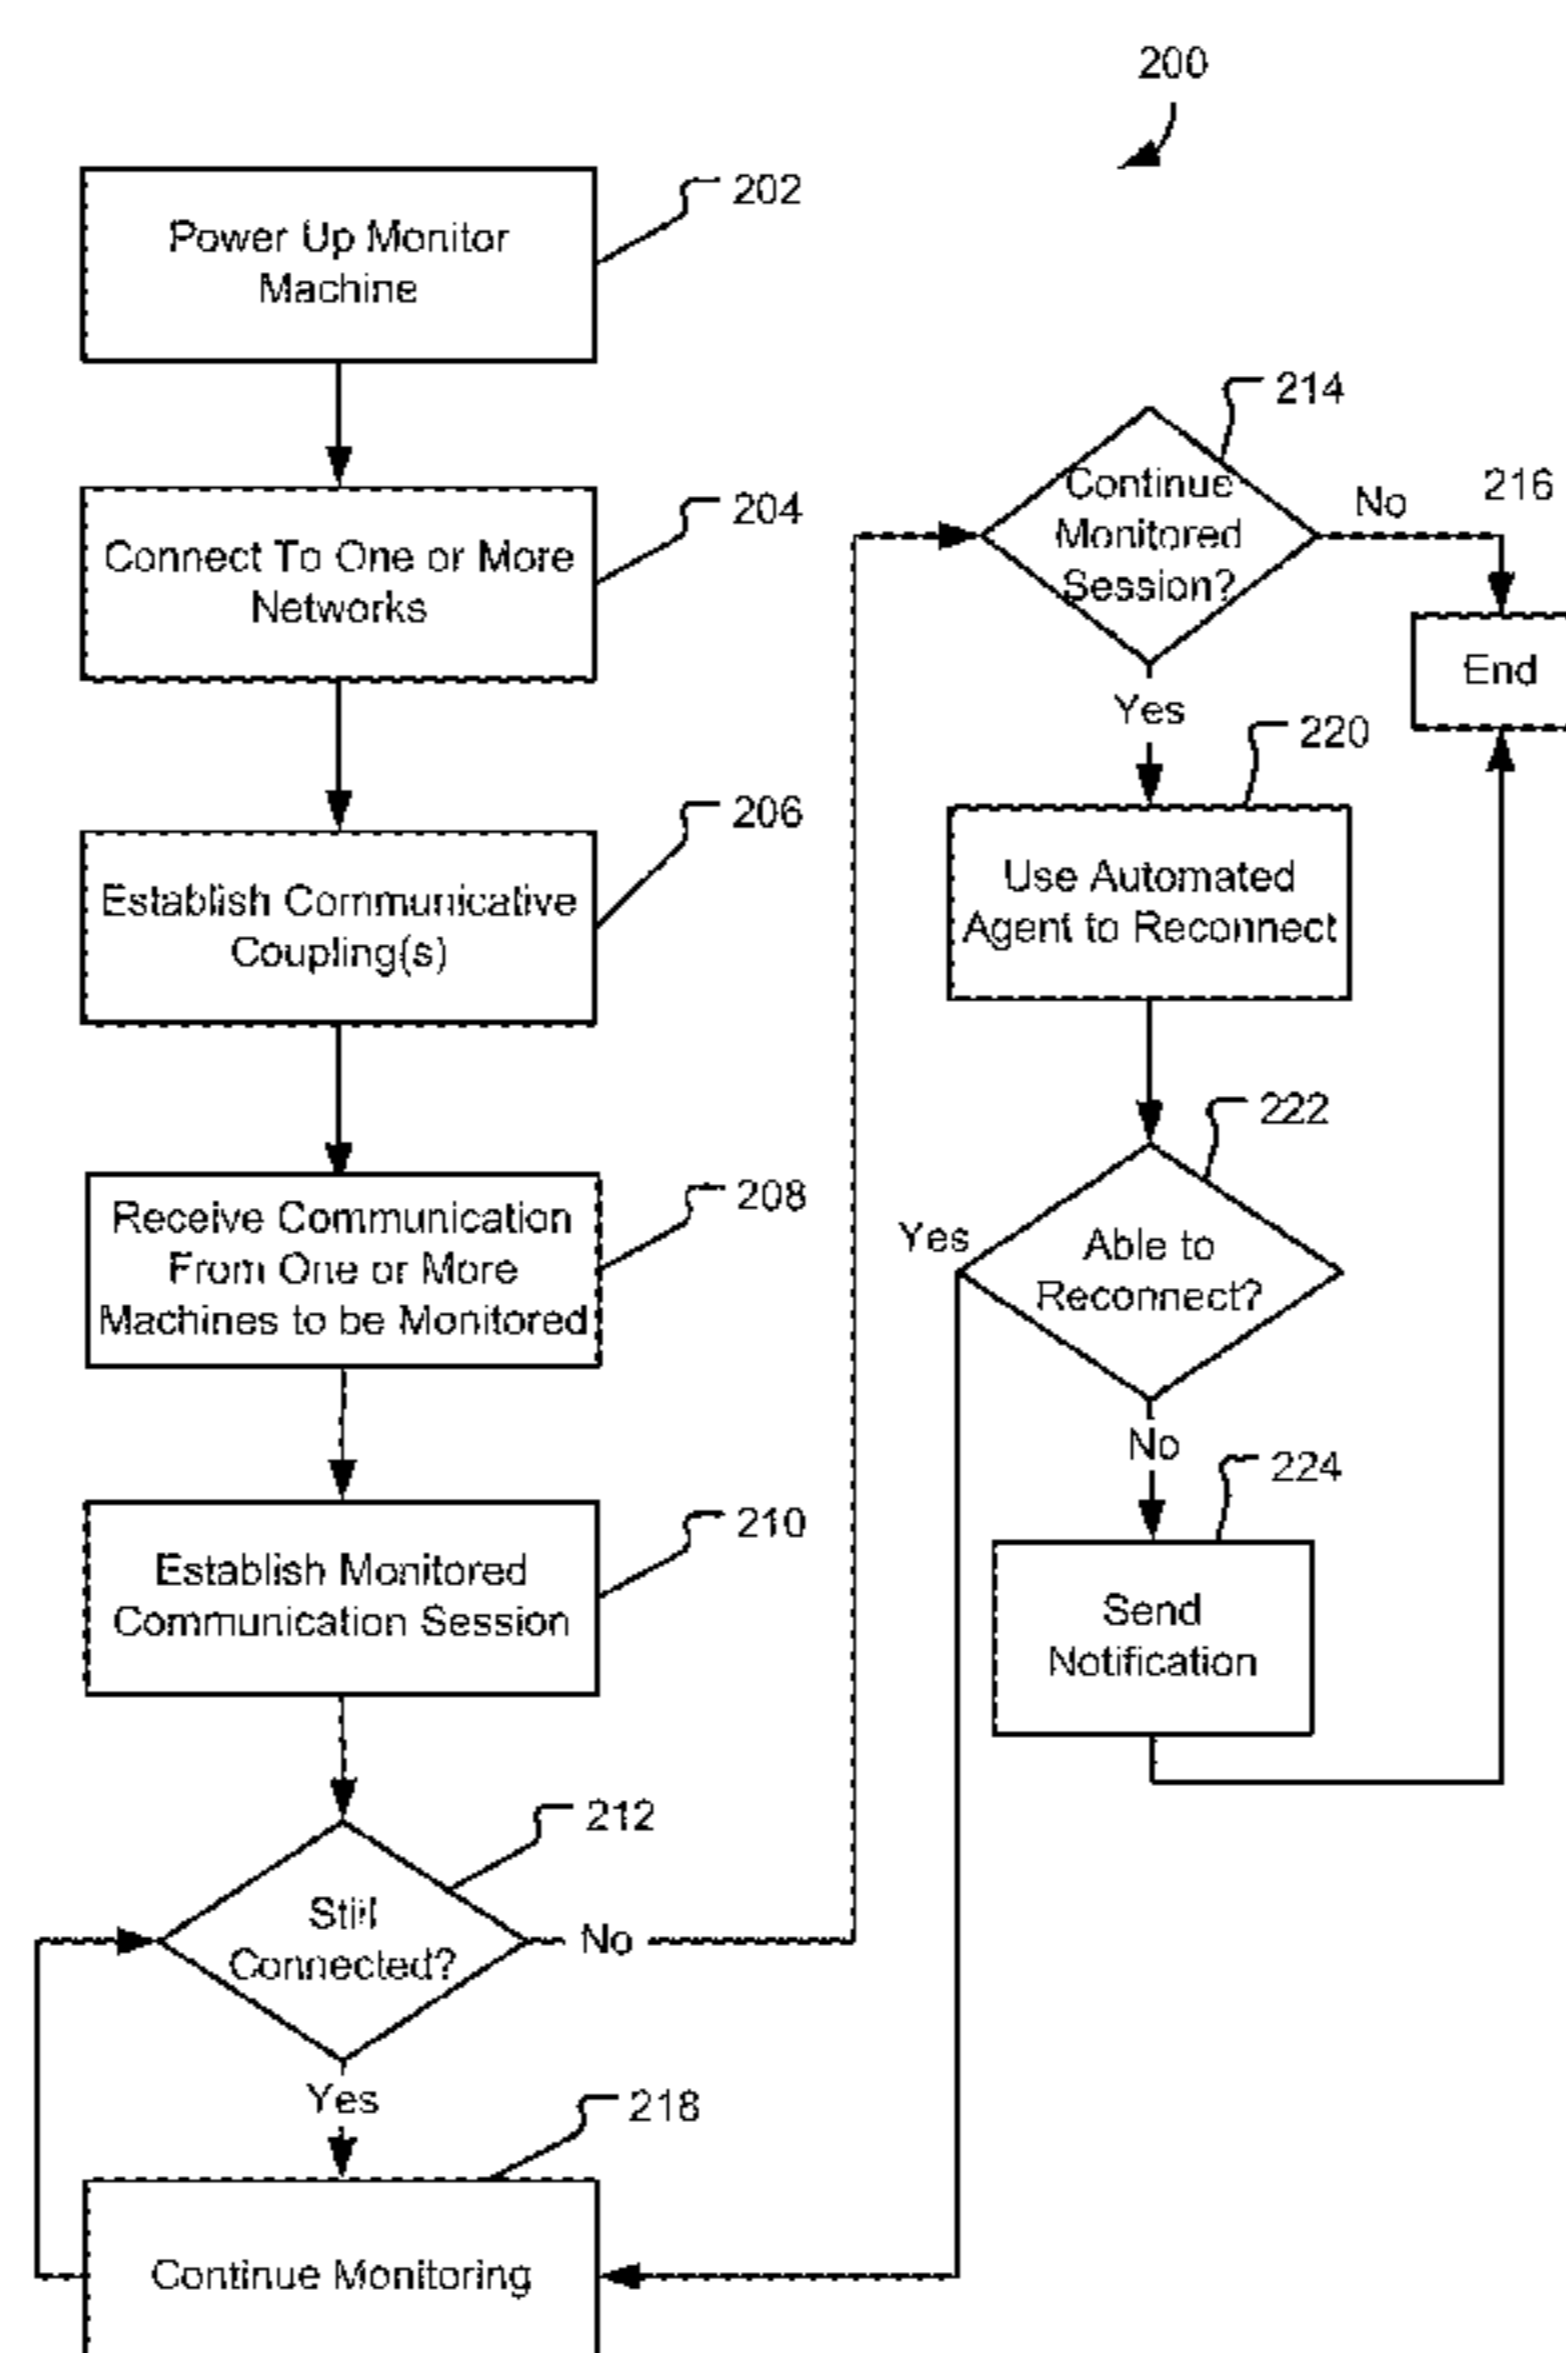 200
Power Up Monitor
Machine
202
Connect To One or More
Networks
204
Establish Communicative
Coupling(s)
206
Receive Communication
From One or More
Machines to be Monitored
208
Establish Monitored
Communication Session
210
Still
Connected?
212
No
Yes
218
Continue Monitoring
Continue
Monitored
Session?
214
No
216
End
Yes
220
Use Automated
Agent to Reconnect
222
Yes
Able to
Reconnect?
No
224
Send
Notification